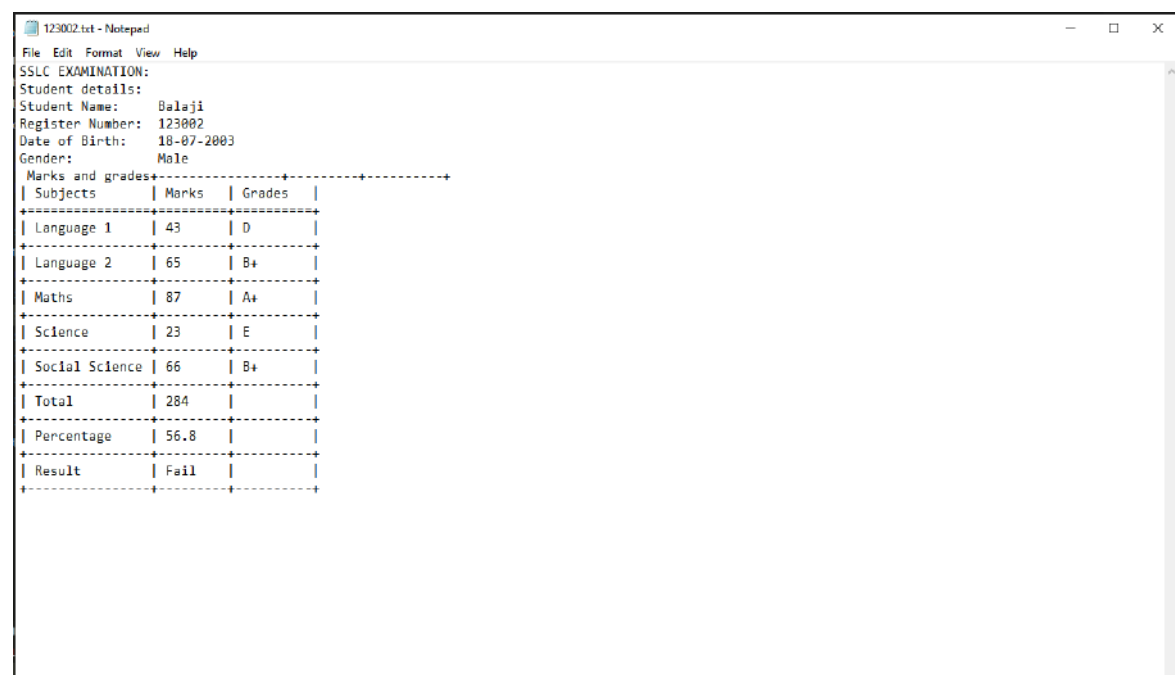 123002.txt - Notepad
File Edit Format View Help
SSLC EXAMINATION:
Student details:
Student Name:     Balaji
Register Number:  123002
Date of Birth:    18-07-2003
Gender:           Male
 Marks and grades+----------------+---------+----------+
| Subjects       | Marks   | Grades   |
+================+=========+==========+
| Language 1     | 43      | D        |
+----------------+---------+----------+
| Language 2     | 65      | B+       |
+----------------+---------+----------+
| Maths          | 87      | A+       |
+----------------+---------+----------+
| Science        | 23      | E        |
+----------------+---------+----------+
| Social Science | 66      | B+       |
+----------------+---------+----------+
| Total          | 284     |          |
+----------------+---------+----------+
| Percentage     | 56.8    |          |
+----------------+---------+----------+
| Result         | Fail    |          |
+----------------+---------+----------+